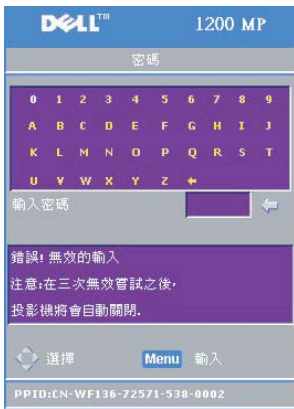 DELL™ 1200 MP
密碼
0 1 2 3 4 5 6 7 8 9
A B C D E F G H I J
K L M N O P Q R S T
U V W X Y Z ←
輸入密碼
錯誤! 無效的輸入
注意:在三次無效嘗試之後,
投影機將會自動關閉.
選擇 Menu 輸入
PPID:CN-WF136-72571-538-0002